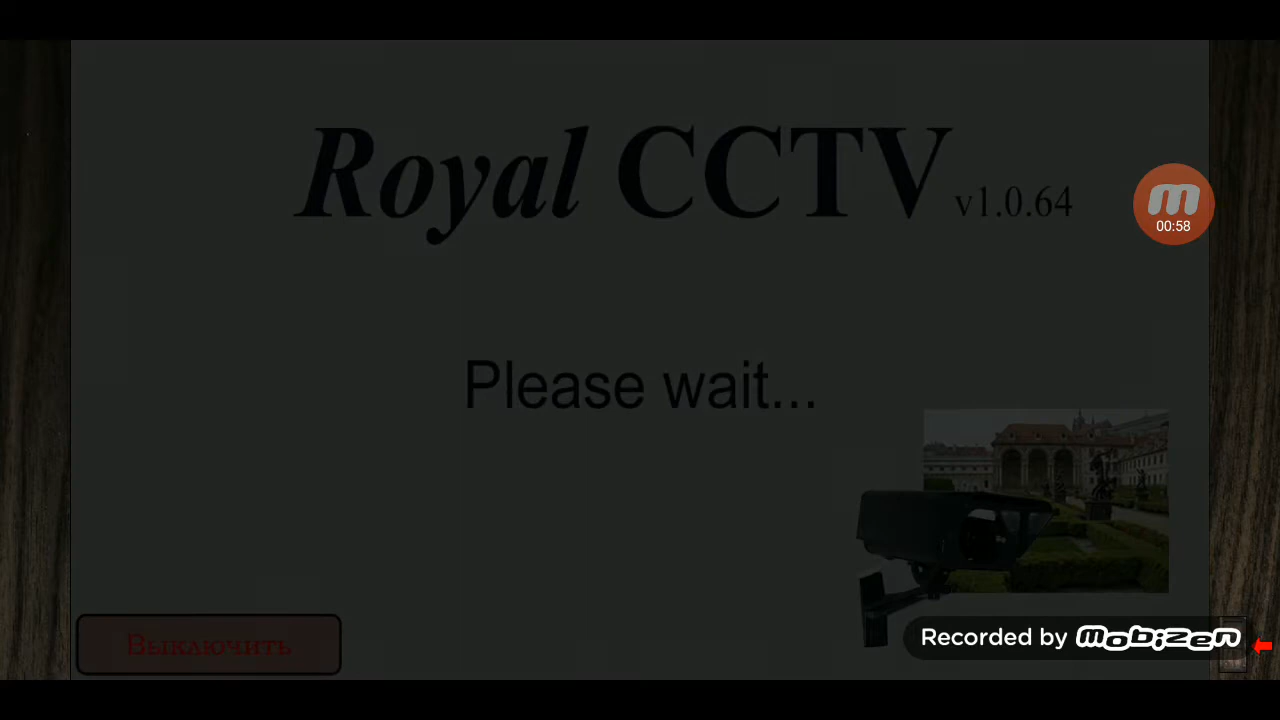 Royal CCTV v1.0.64
00:58
Please wait...
Выключить
Recorded by mobizen